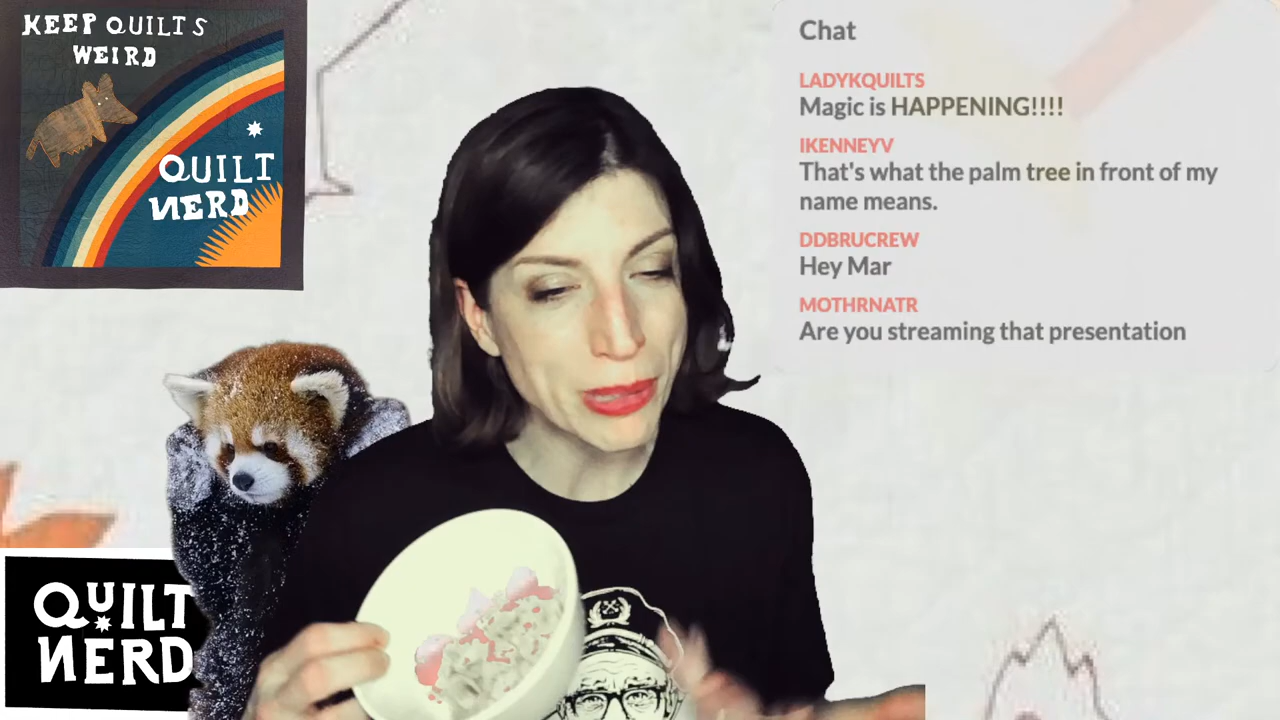 KEEP QUILTS
WEIRD
QUILT
NERD
Chat
LADYKQUILTS
Magic is HAPPENING!!!!
IKENNEYV
That's what the palm tree in front of my
name means.
DDBRUCREW
Hey Mar
MOTHRNATR
Are you streaming that presentation
QUILT
NERD